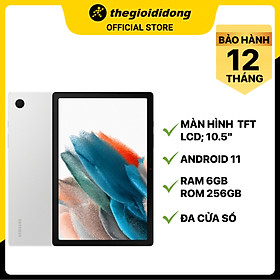 thegioididong
OFFICIAL STORE
BẢO HÀNH
12
THÁNG
MÀN HÌNH TFT
LCD; 10.5"
ANDROID 11
RAM 6GB
ROM 256GB
ĐA CỬA SỔ
SAMSUNG